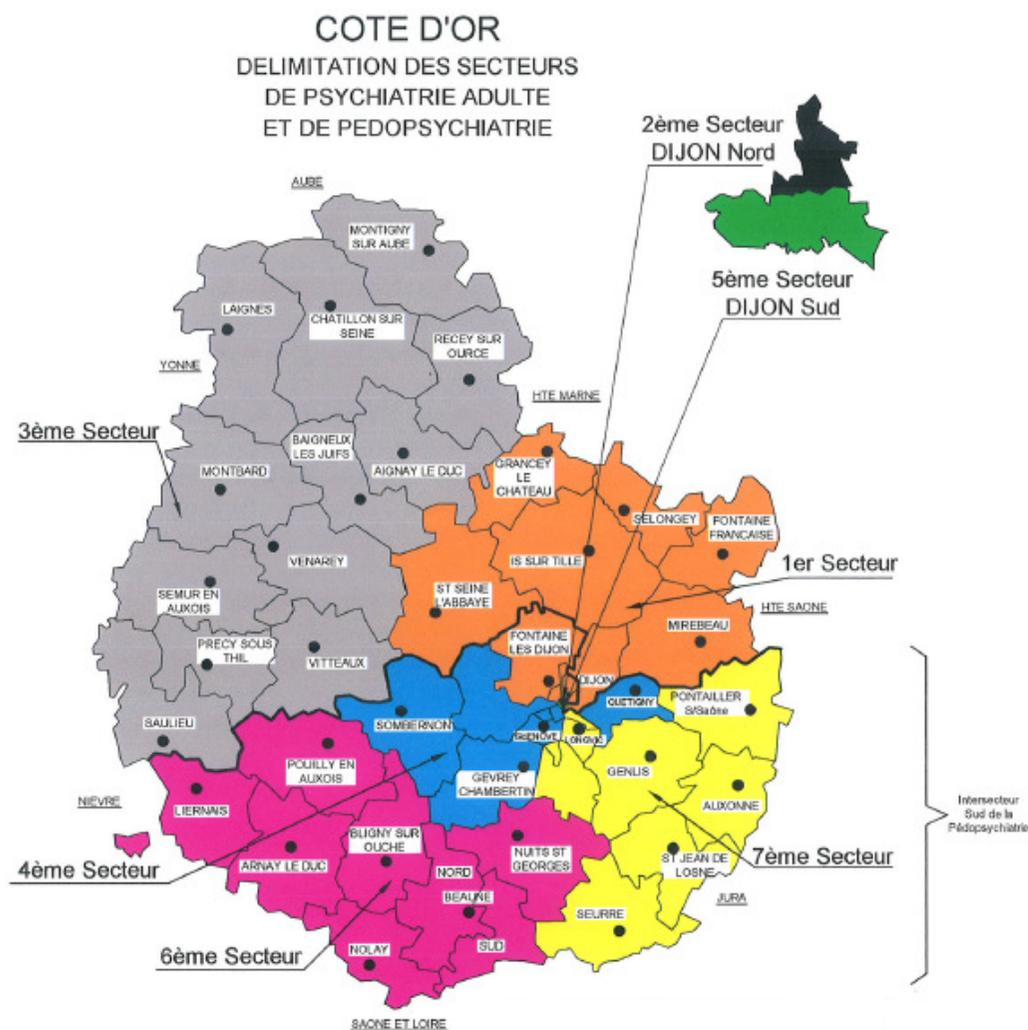 COTE D'OR
DELIMITATION DES SECTEURS
DE PSYCHIATRIE ADULTE
ET DE PEDOPSYCHIATRIE
2ème Secteur
DIJON Nord
5ème Secteur
DIJON Sud
AUBE
MONTIGNY
SUR AUBE
LAIGNES
CHATILLON SUR
SEINE
RECEY SUR
OURCE
YONNE
HTE MARNE
3ème Secteur
BAIGNEUX
LES JUIFS
MONTBARD
AIGNAY LE DUC
GRANCEY
LE
CHATEAU
SELONGEY
FONTAINE
FRANCAISE
VENAREY
IS SUR TILLE
1er Secteur
SEMUR EN
AUXOIS
ST SEINE
L'ABBAYE
HTE SAONE
MIREBEAU
PRECY SOUS
THIL
VITTEAUX
FONTAINE
LES DIJON
DIJON
QUETIGNY
PONTAILLER
S/Saône
SAULIEU
SOMBERNON
LONGVIC
POUILLY EN
AUXOIS
GEVREY
CHAMBERTIN
GENLIS
AUXONNE
NIEVRE
LIERNAIS
Intersecteur
Sud de la
Pédopsychiatrie
4ème Secteur
ARNAY LE DUC
BLIGNY SUR
OUCHE
NORD
BEAUNE
SUD
NUITS ST
GEORGES
ST JEAN DE
LOSNE
7ème Secteur
JURA
SEURRE
6ème Secteur
NOLAY
SAONE ET LOIRE